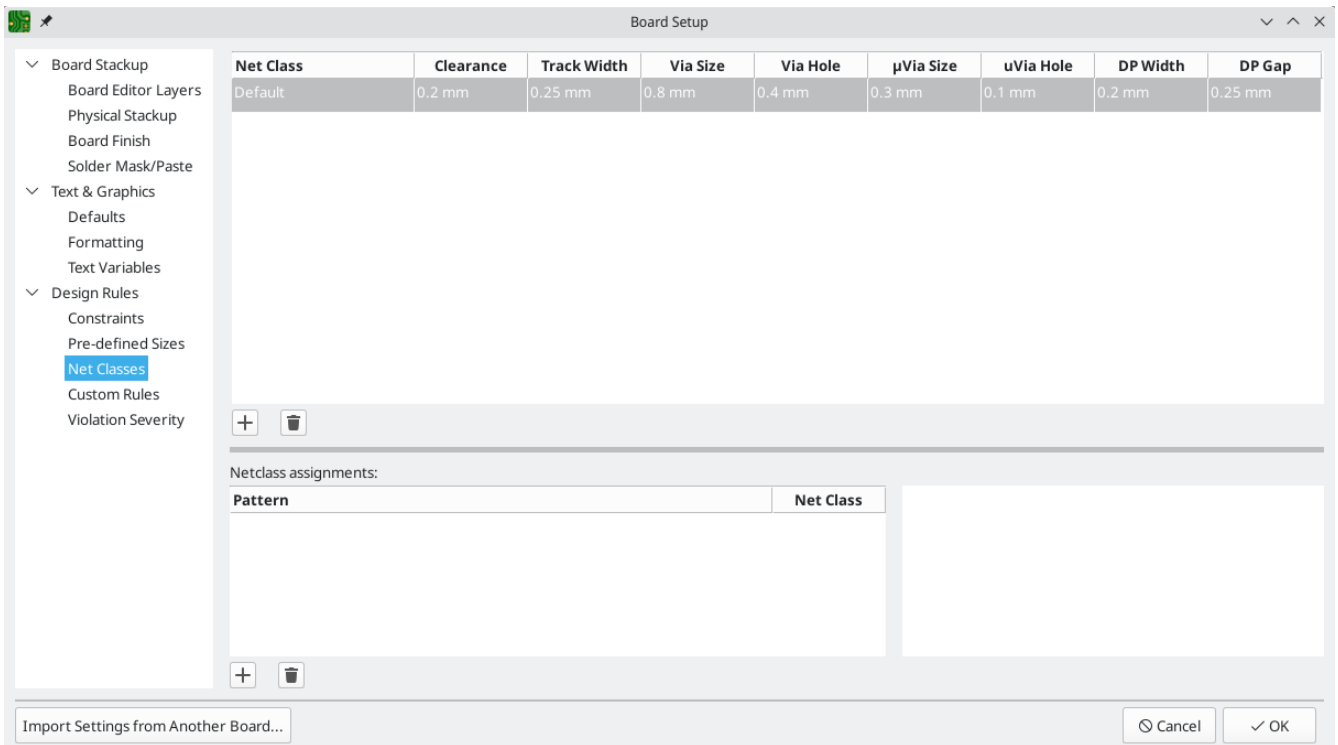 Board Setup
Board Stackup
Board Editor Layers
Physical Stackup
Board Finish
Solder Mask/Paste
Text & Graphics
Defaults
Formatting
Text Variables
Design Rules
Constraints
Pre-defined Sizes
Net Classes
Custom Rules
Violation Severity
Net Class Clearance Track Width Via Size Via Hole µVia Size uVia Hole DP Width DP Gap
Default 0.2 mm 0.25 mm 0.8 mm 0.4 mm 0.3 mm 0.1 mm 0.2 mm 0.25 mm
Netclass assignments:
Pattern Net Class
Import Settings from Another Board... Cancel OK